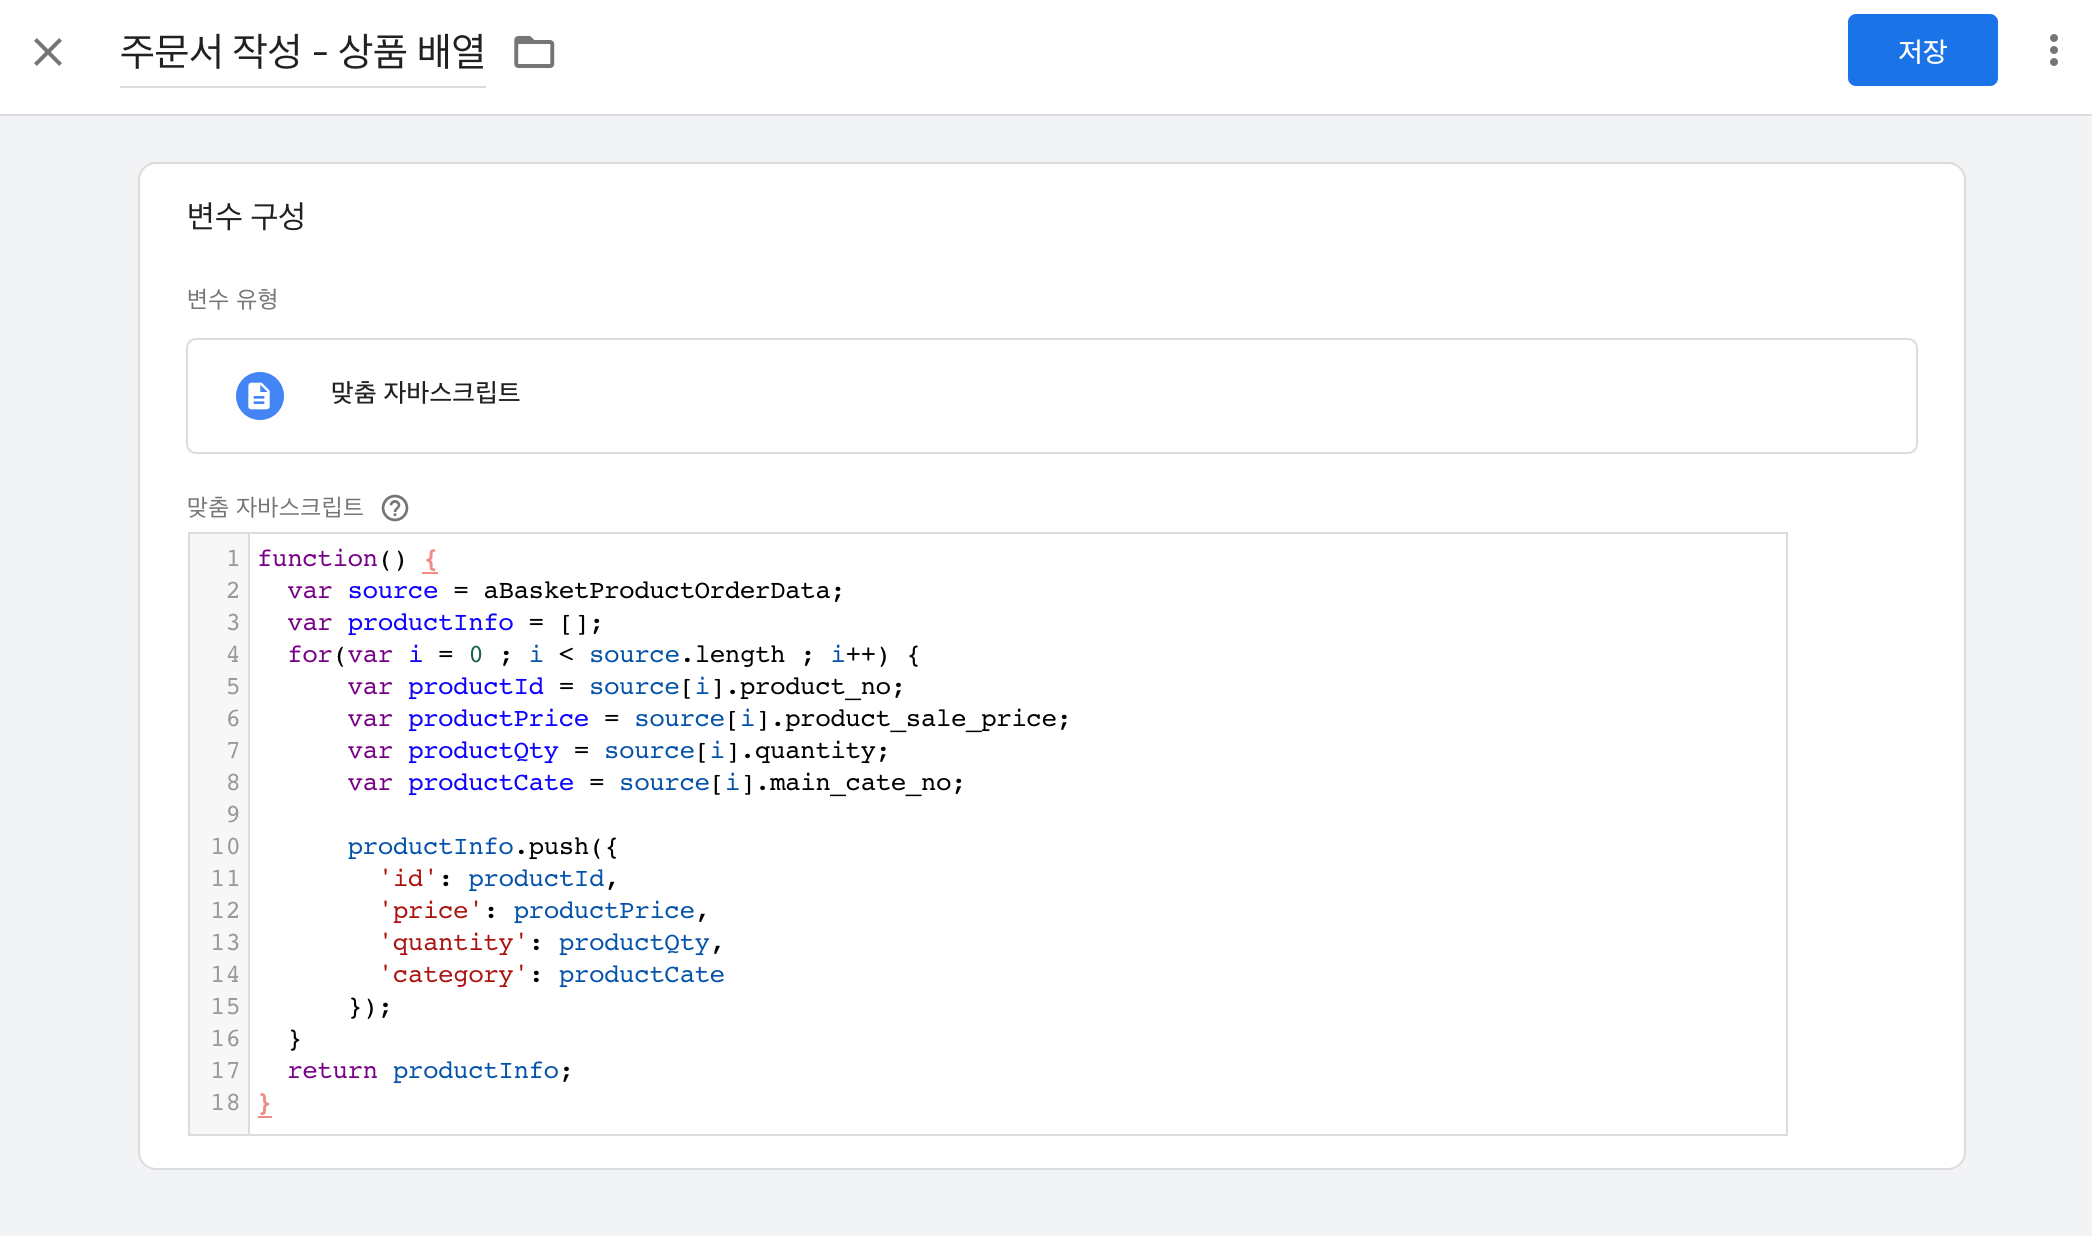 주문서 작성 - 상품 배열
저장
변수 구성
변수 유형
맞춤 자바스크립트
맞춤 자바스크립트 ?
1 function() {
2   var source = aBasketProductOrderData;
3   var productInfo = [];
4   for(var i = 0 ; i < source.length ; i++) {
5       var productId = source[i].product_no;
6       var productPrice = source[i].product_sale_price;
7       var productQty = source[i].quantity;
8       var productCate = source[i].main_cate_no;
9
10       productInfo.push({
11         'id': productId,
12         'price': productPrice,
13         'quantity': productQty,
14         'category': productCate
15       });
16   }
17   return productInfo;
18 }